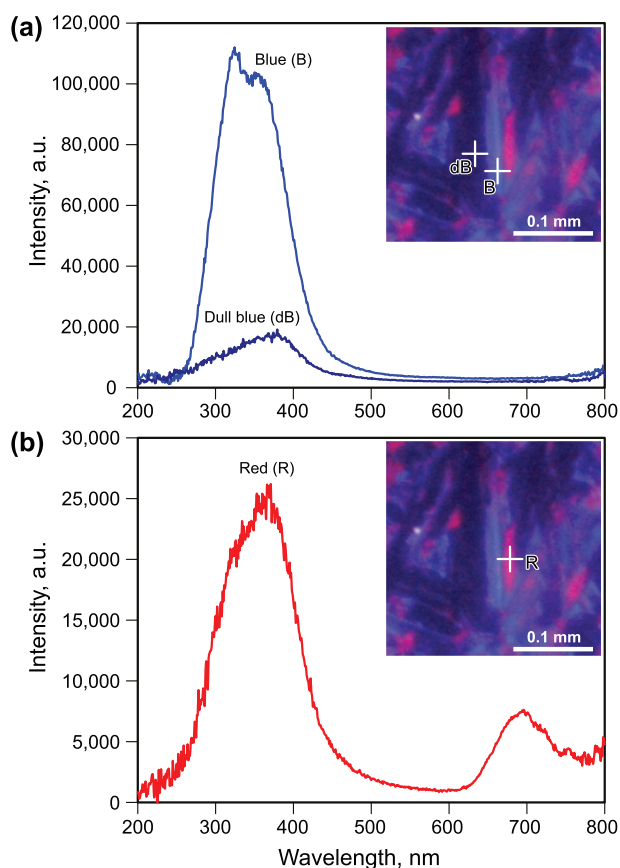 (a)
120,000
100,000
80,000
60,000
40,000
20,000
0
Intensity, a.u.
Blue (B)
Dull blue (dB)
dB
B
0.1 mm
200 300 400 500 600 700 800
(b)
30,000
25,000
20,000
15,000
10,000
5,000
0
Intensity, a.u.
Red (R)
R
0.1 mm
200 300 400 500 600 700 800
Wavelength, nm